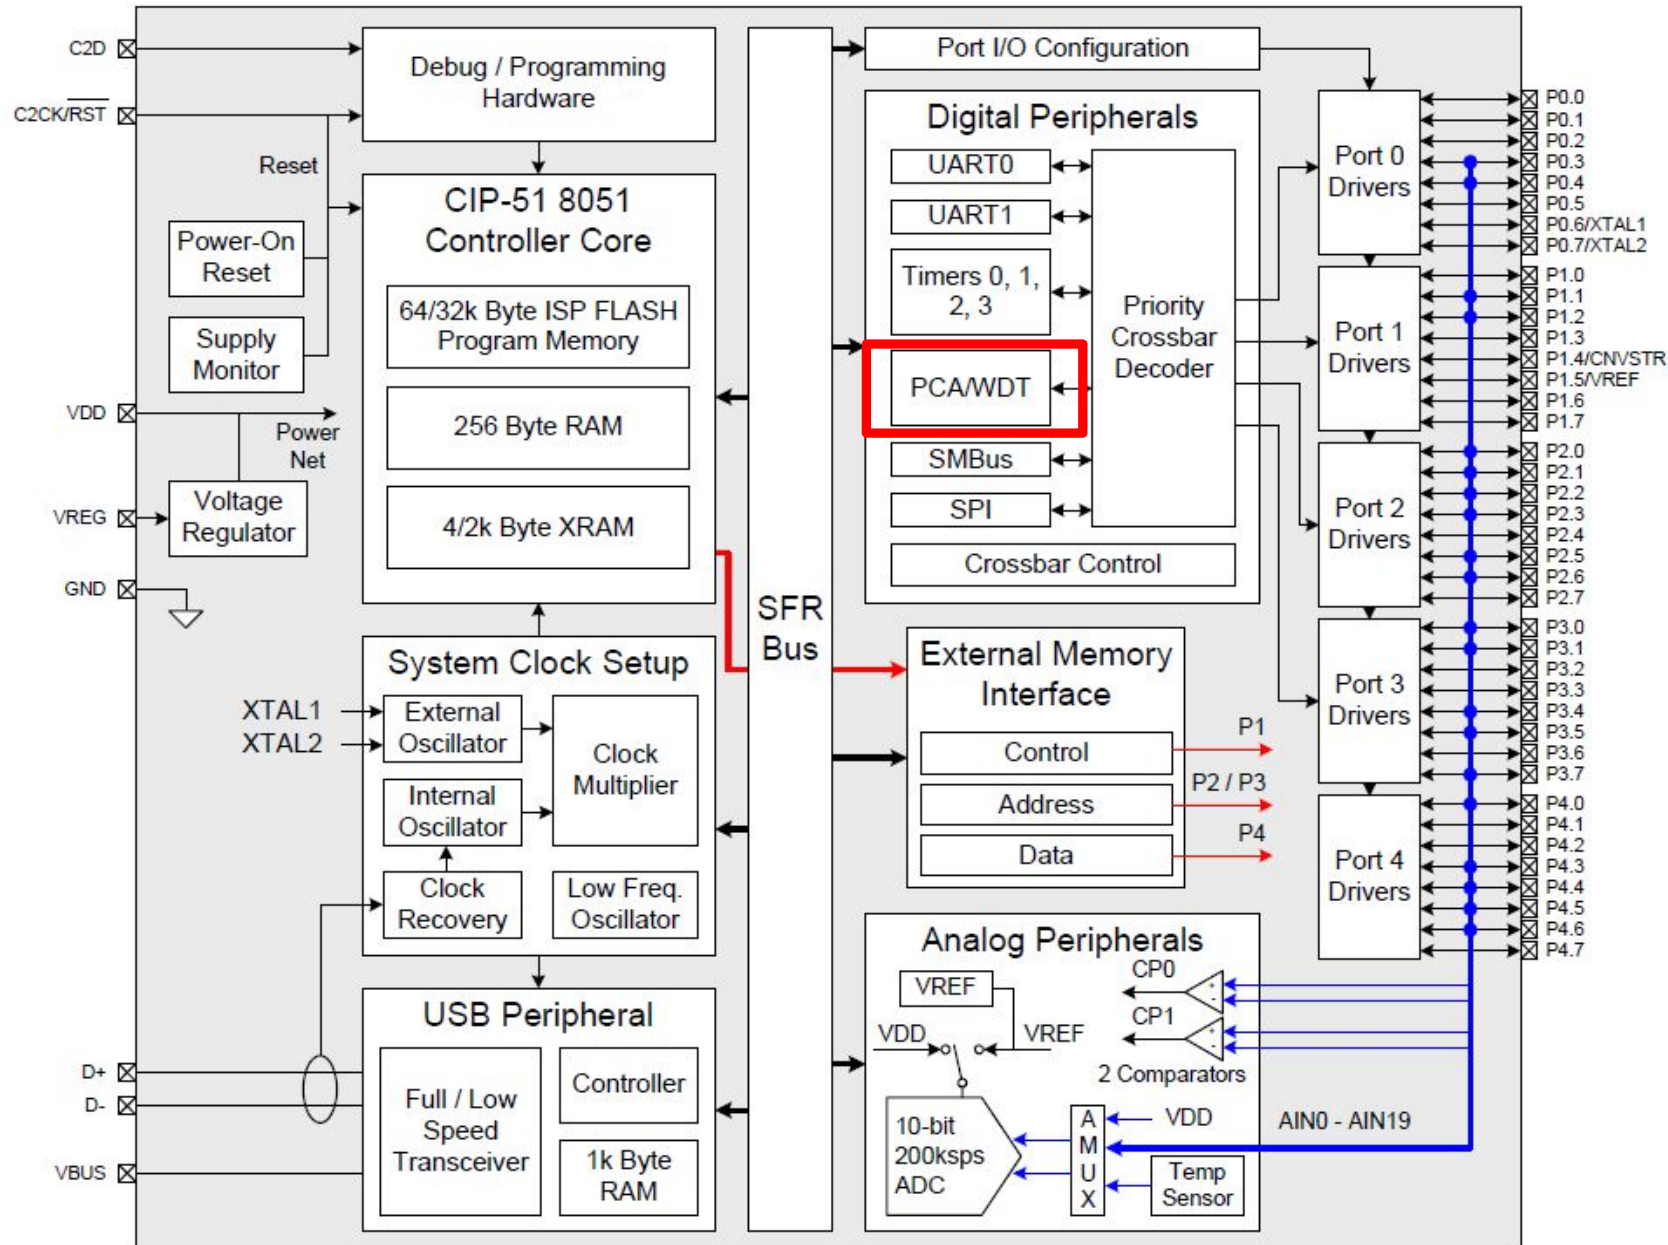 C2D
C2CK/RST
Debug / Programming
Hardware
Reset
Power-On
Reset
Supply
Monitor
VDD
Power
Net
Voltage
Regulator
VREG
GND
CIP-51 8051
Controller Core
64/32k Byte ISP FLASH
Program Memory
256 Byte RAM
4/2k Byte XRAM
System Clock Setup
XTAL1
XTAL2
External
Oscillator
Internal
Oscillator
Clock
Multiplier
Clock
Recovery
Low Freq.
Oscillator
USB Peripheral
D+
D-
VBUS
Full / Low
Speed
Transceiver
Controller
1k Byte
RAM
SFR
Bus
Port I/O Configuration
Digital Peripherals
UART0
UART1
Timers 0, 1,
2, 3
PCA/WDT
SMBus
SPI
Priority
Crossbar
Decoder
Crossbar Control
External Memory
Interface
Control
Address
Data
P1
P2 / P3
P4
Analog Peripherals
VREF
VDD
VREF
CP0
+
-
CP1
+
-
2 Comparators
10-bit
200ksps
ADC
A
M
U
X
VDD
Temp
Sensor
AIN0 - AIN19
Port 0
Drivers
Port 1
Drivers
Port 2
Drivers
Port 3
Drivers
Port 4
Drivers
P0.0
P0.1
P0.2
P0.3
P0.4
P0.5
P0.6/XTAL1
P0.7/XTAL2
P1.0
P1.1
P1.2
P1.3
P1.4/CNVSTR
P1.5/VREF
P1.6
P1.7
P2.0
P2.1
P2.2
P2.3
P2.4
P2.5
P2.6
P2.7
P3.0
P3.1
P3.2
P3.3
P3.4
P3.5
P3.6
P3.7
P4.0
P4.1
P4.2
P4.3
P4.4
P4.5
P4.6
P4.7